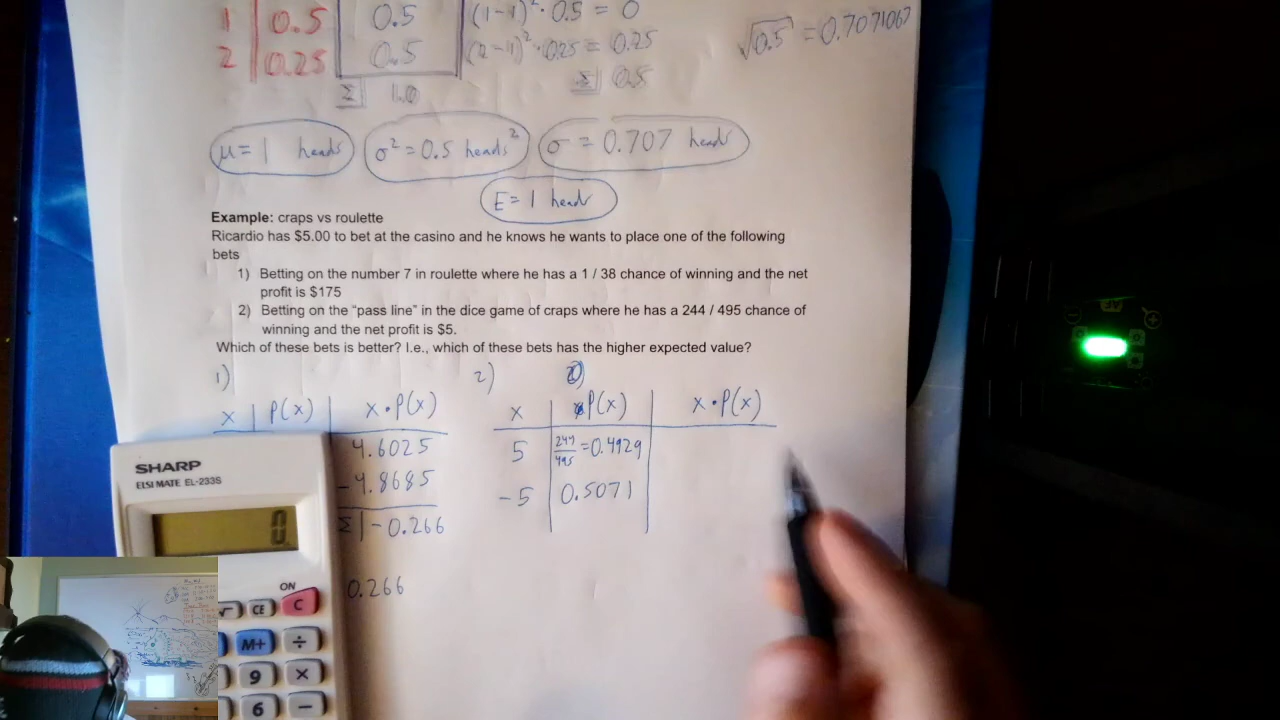 1 | 0.5 | 0.5 | (1-1)²·0.5 = 0
√0.5 = 0.7071067
2 | 0.25 | 0.5 | (2-1)²·0.25 = 0.25
Σ | 1.0 Σ | 0.5
μ = 1 heads σ² = 0.5 heads² σ = 0.707 heads
E = 1 head
Example: craps vs roulette
Ricardio has $5.00 to bet at the casino and he knows he wants to place one of the following
bets
1) Betting on the number 7 in roulette where he has a 1 / 38 chance of winning and the net
profit is $175
2) Betting on the “pass line” in the dice game of craps where he has a 244 / 495 chance of
winning and the net profit is $5.
Which of these bets is better? I.e., which of these bets has the higher expected value?
1) 2)
x | P(x) | x·P(x) x | P(x) | x·P(x)
4.6025 5 | 244/495 = 0.4929
-4.8685 -5 | 0.5071
Σ | -0.266
0.266
SHARP
ELSI MATE EL-233S
0.
ON
√ CE C
M+ ÷
9 ×
6 −
AF